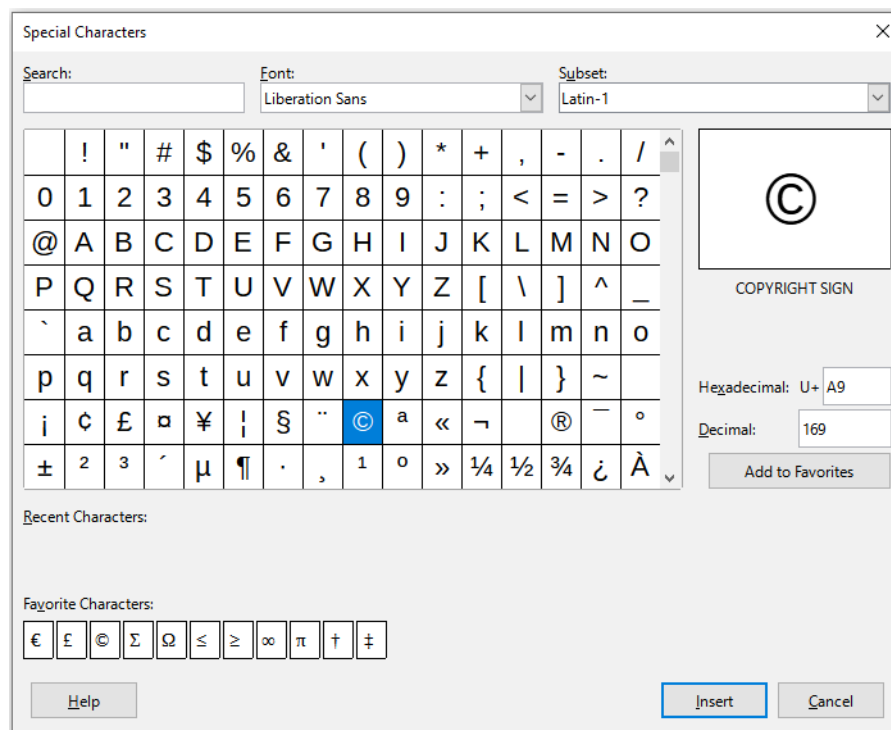 Special Characters
Search:
Font:
Subset:
Liberation Sans
Latin-1
! " # $ % & ' ( ) * + , - . /
0 1 2 3 4 5 6 7 8 9 : ; < = > ?
@ A B C D E F G H I J K L M N O
P Q R S T U V W X Y Z [ \ ] ^ _
` a b c d e f g h i j k l m n o
p q r s t u v w x y z { | } ~
¡ ¢ £ ¤ ¥ ¦ § ¨ © ª « ¬ ® ¯ °
± ² ³ ´ µ ¶ · ¸ ¹ º » ¼ ½ ¾ ¿ À
©
COPYRIGHT SIGN
Hexadecimal: U+ A9
Decimal: 169
Add to Favorites
Recent Characters:
Favorite Characters:
€ £ © Σ Ω ≤ ≥ ∞ π † ‡
Help
Insert
Cancel